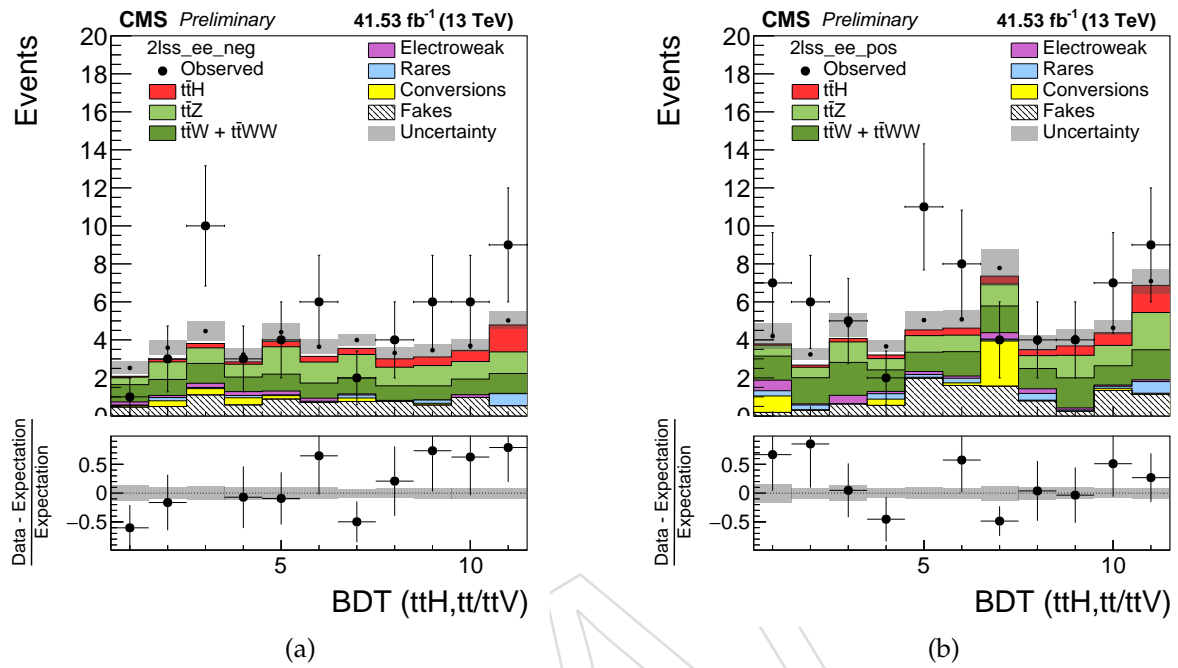 CMS Preliminary 41.53 fb⁻¹ (13 TeV)
Events
20
18
16
14
12
10
8
6
4
2
0
2lss_ee_neg
Observed
tt̄H
tt̄Z
tt̄W + tt̄WW
Electroweak
Rares
Conversions
Fakes
Uncertainty
Data - Expectation
Expectation
0.5
0
−0.5
5
10
BDT (ttH,tt/ttV)
(a)
CMS Preliminary 41.53 fb⁻¹ (13 TeV)
Events
20
18
16
14
12
10
8
6
4
2
0
2lss_ee_pos
Observed
tt̄H
tt̄Z
tt̄W + tt̄WW
Electroweak
Rares
Conversions
Fakes
Uncertainty
Data - Expectation
Expectation
0.5
0
−0.5
5
10
BDT (ttH,tt/ttV)
(b)